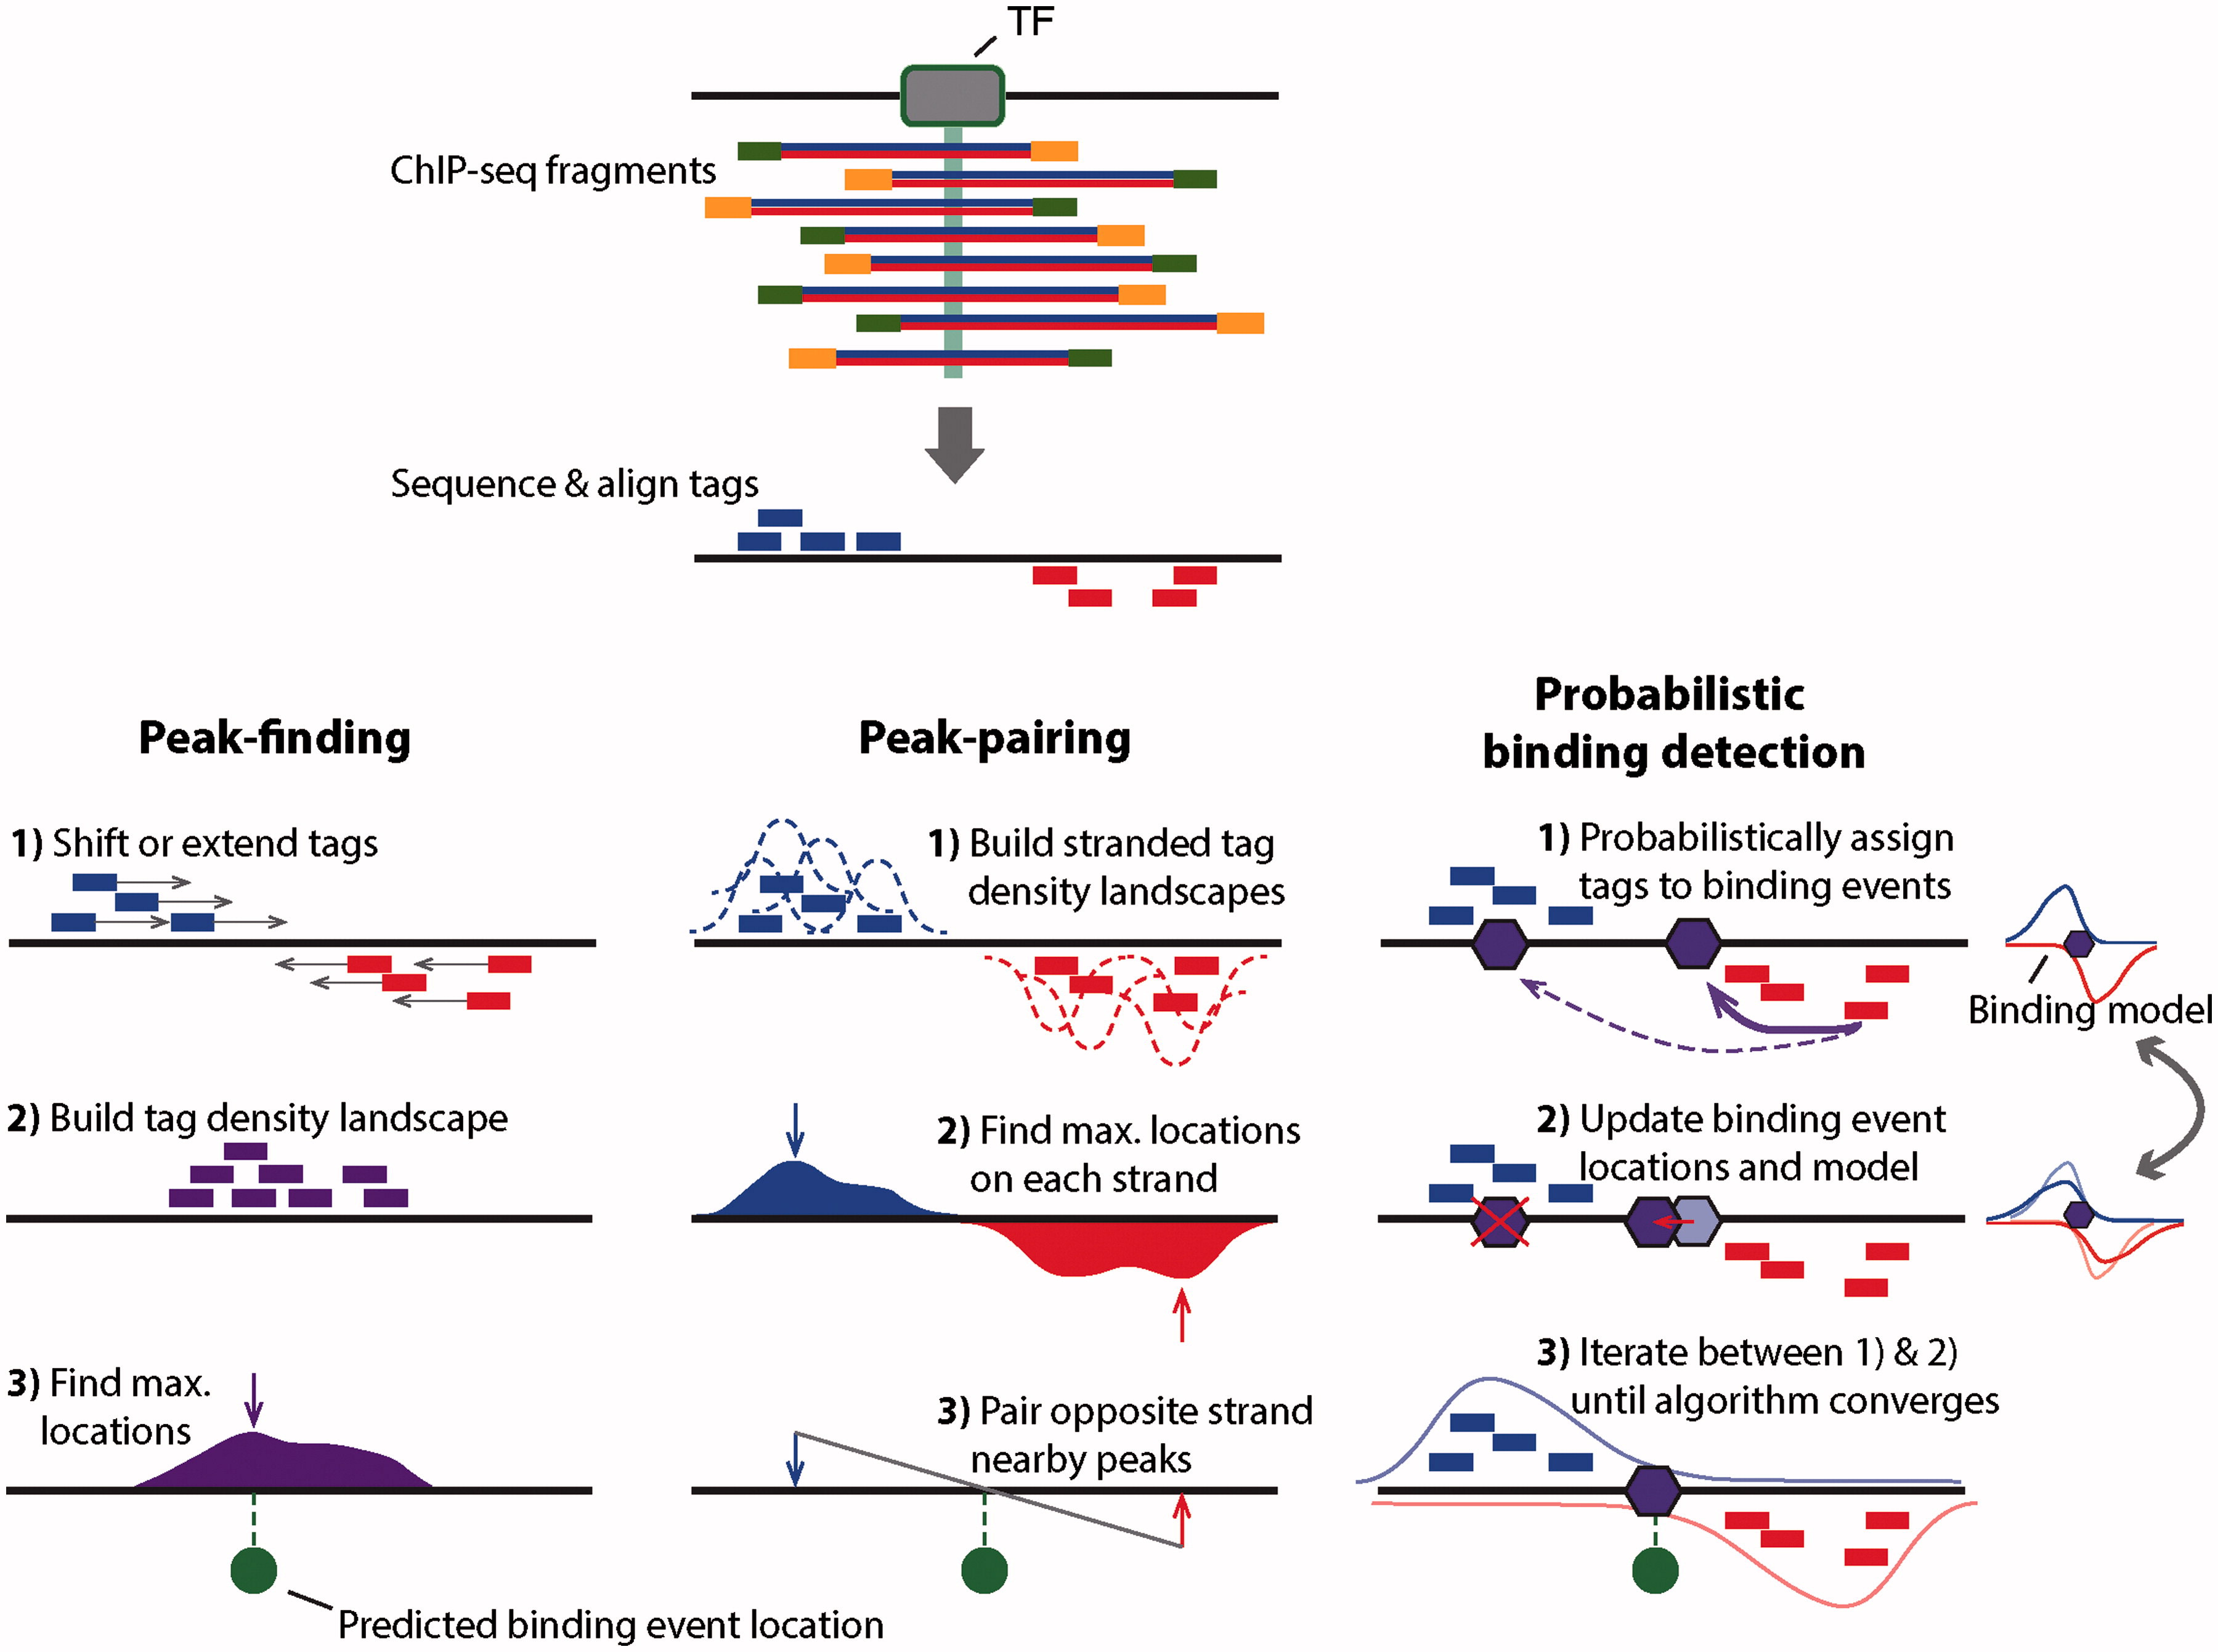 TF
ChIP-seq fragments
Sequence & align tags
Peak-finding
1) Shift or extend tags
2) Build tag density landscape
3) Find max.
locations
Predicted binding event location
Peak-pairing
1) Build stranded tag
density landscapes
2) Find max. locations
on each strand
3) Pair opposite strand
nearby peaks
Probabilistic
binding detection
1) Probabilistically assign
tags to binding events
Binding model
2) Update binding event
locations and model
3) Iterate between 1) & 2)
until algorithm converges